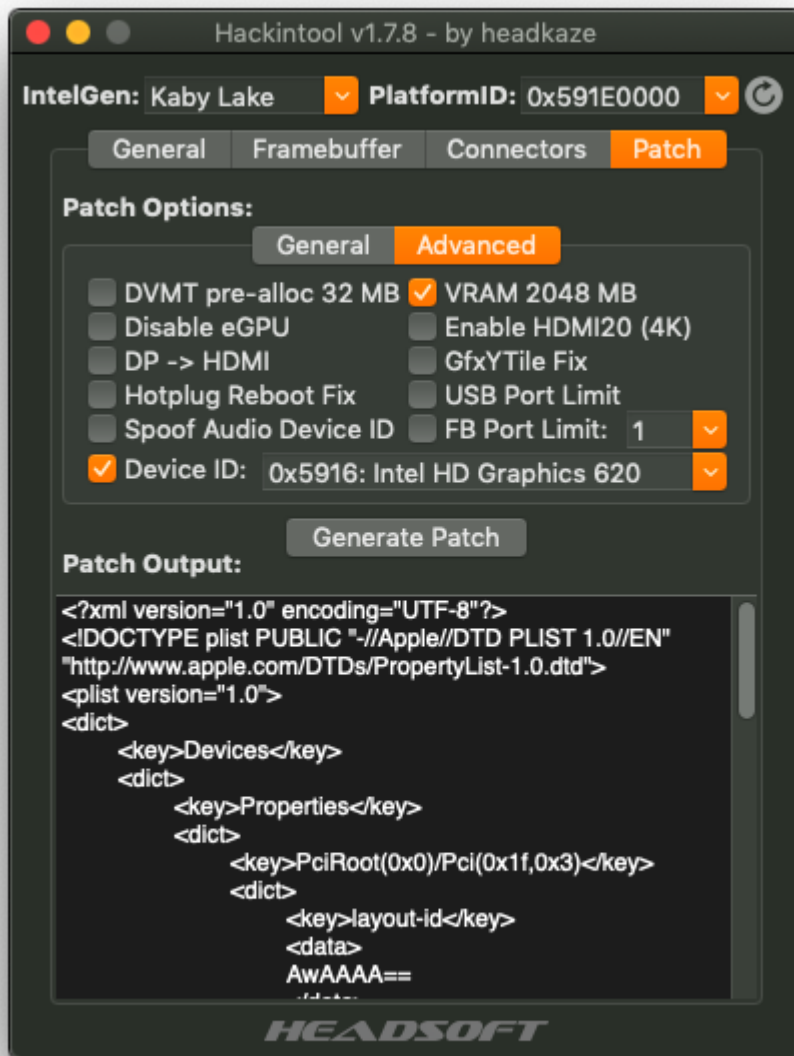 Hackintool v1.7.8 - by headkaze
IntelGen: Kaby Lake PlatformID: 0x591E0000
General Framebuffer Connectors Patch
Patch Options:
General Advanced
DVMT pre-alloc 32 MB VRAM 2048 MB
Disable eGPU Enable HDMI20 (4K)
DP -> HDMI GfxYTile Fix
Hotplug Reboot Fix USB Port Limit
Spoof Audio Device ID FB Port Limit: 1
Device ID: 0x5916: Intel HD Graphics 620
Generate Patch
Patch Output:
<?xml version="1.0" encoding="UTF-8"?>
<!DOCTYPE plist PUBLIC "-//Apple//DTD PLIST 1.0//EN"
"http://www.apple.com/DTDs/PropertyList-1.0.dtd">
<plist version="1.0">
<dict>
<key>Devices</key>
<dict>
<key>Properties</key>
<dict>
<key>PciRoot(0x0)/Pci(0x1f,0x3)</key>
<dict>
<key>layout-id</key>
<data>
AwAAAA==
</data>
HEADSOFT